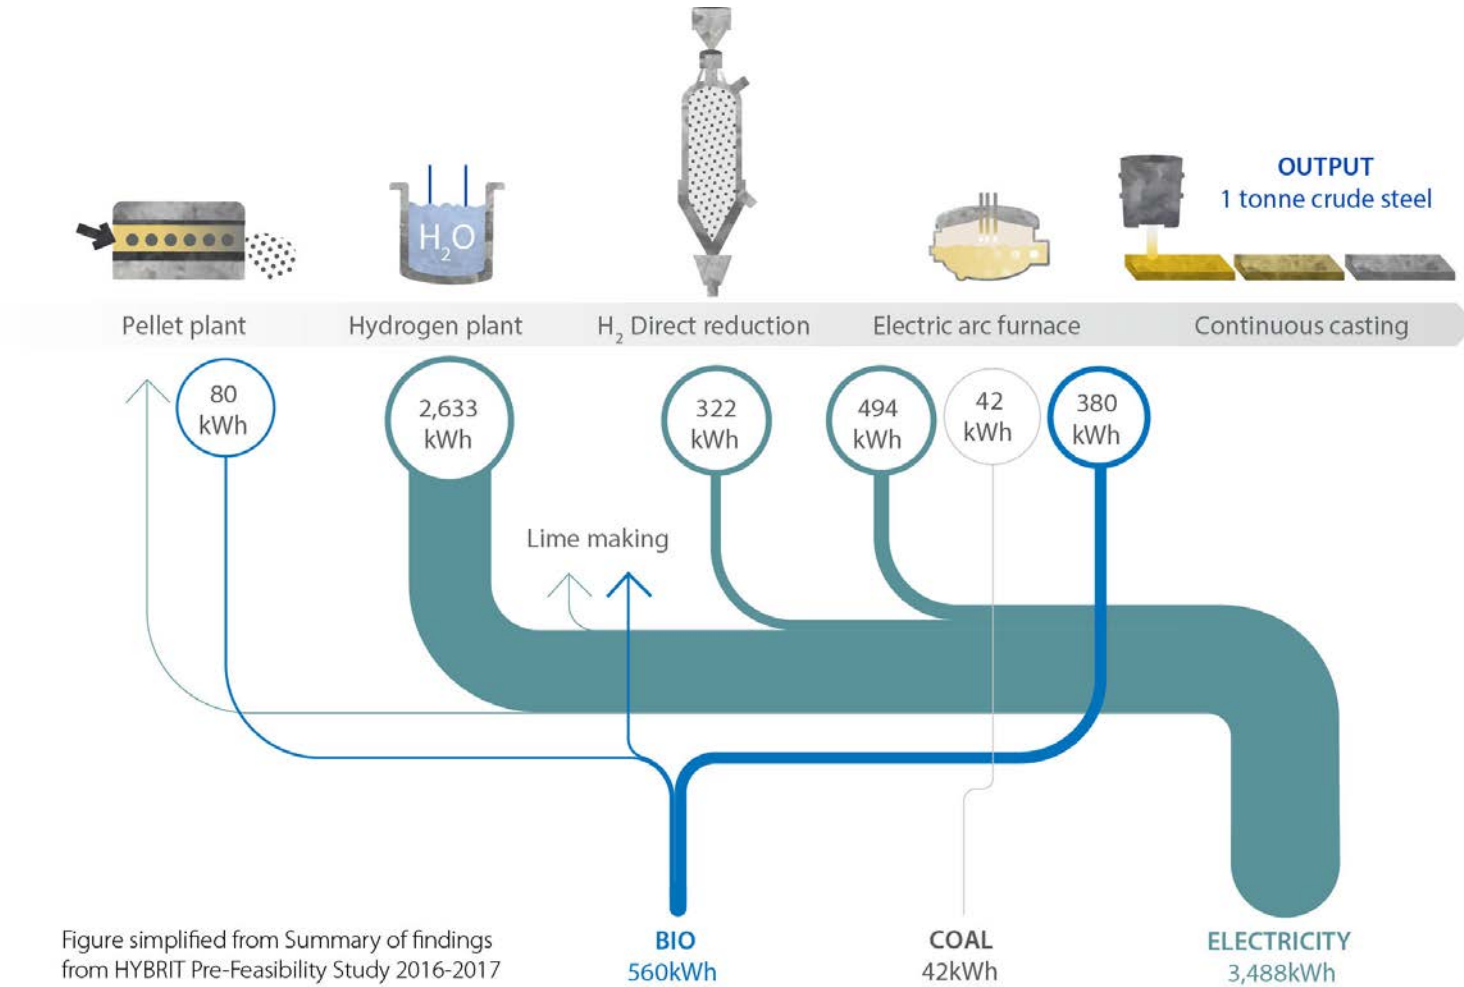 OUTPUT
1 tonne crude steel
H2O
Pellet plant
Hydrogen plant
H2 Direct reduction
Electric arc furnace
Continuous casting
80
kWh
2,633
kWh
322
kWh
494
kWh
42
kWh
380
kWh
Lime making
Figure simplified from Summary of findings
from HYBRIT Pre-Feasibility Study 2016-2017
BIO
560kWh
COAL
42kWh
ELECTRICITY
3,488kWh